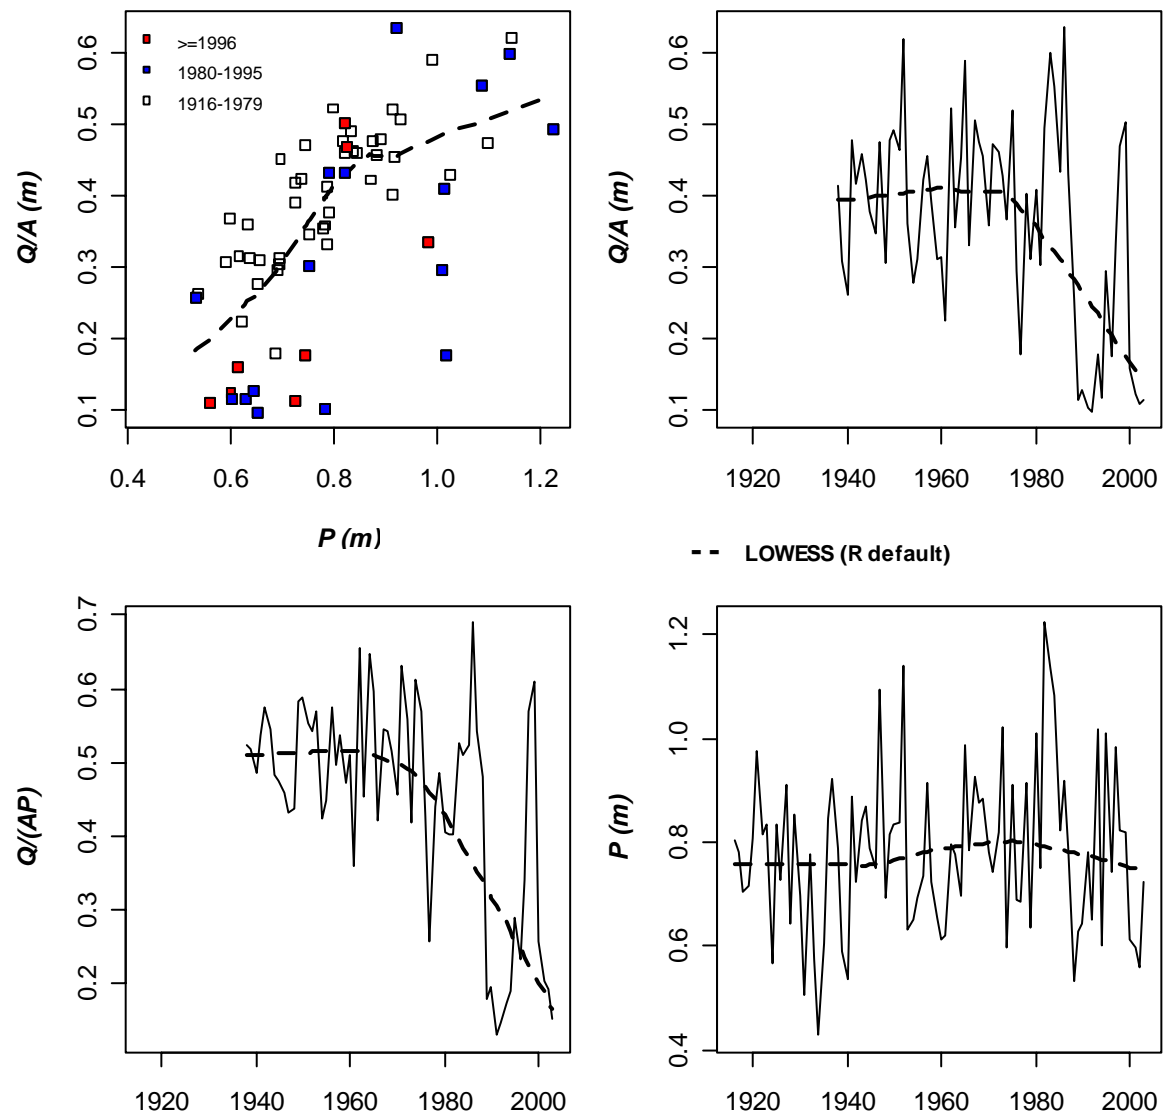 Q/A (m)
0.1 0.2 0.3 0.4 0.5 0.6
>=1996
1980-1995
1916-1979
0.4 0.6 0.8 1.0 1.2
P (m)
Q/A (m)
0.1 0.2 0.3 0.4 0.5 0.6
1920 1940 1960 1980 2000
LOWESS (R default)
Q/(AP)
0.2 0.3 0.4 0.5 0.6 0.7
1920 1940 1960 1980 2000
P (m)
0.4 0.6 0.8 1.0 1.2
1920 1940 1960 1980 2000